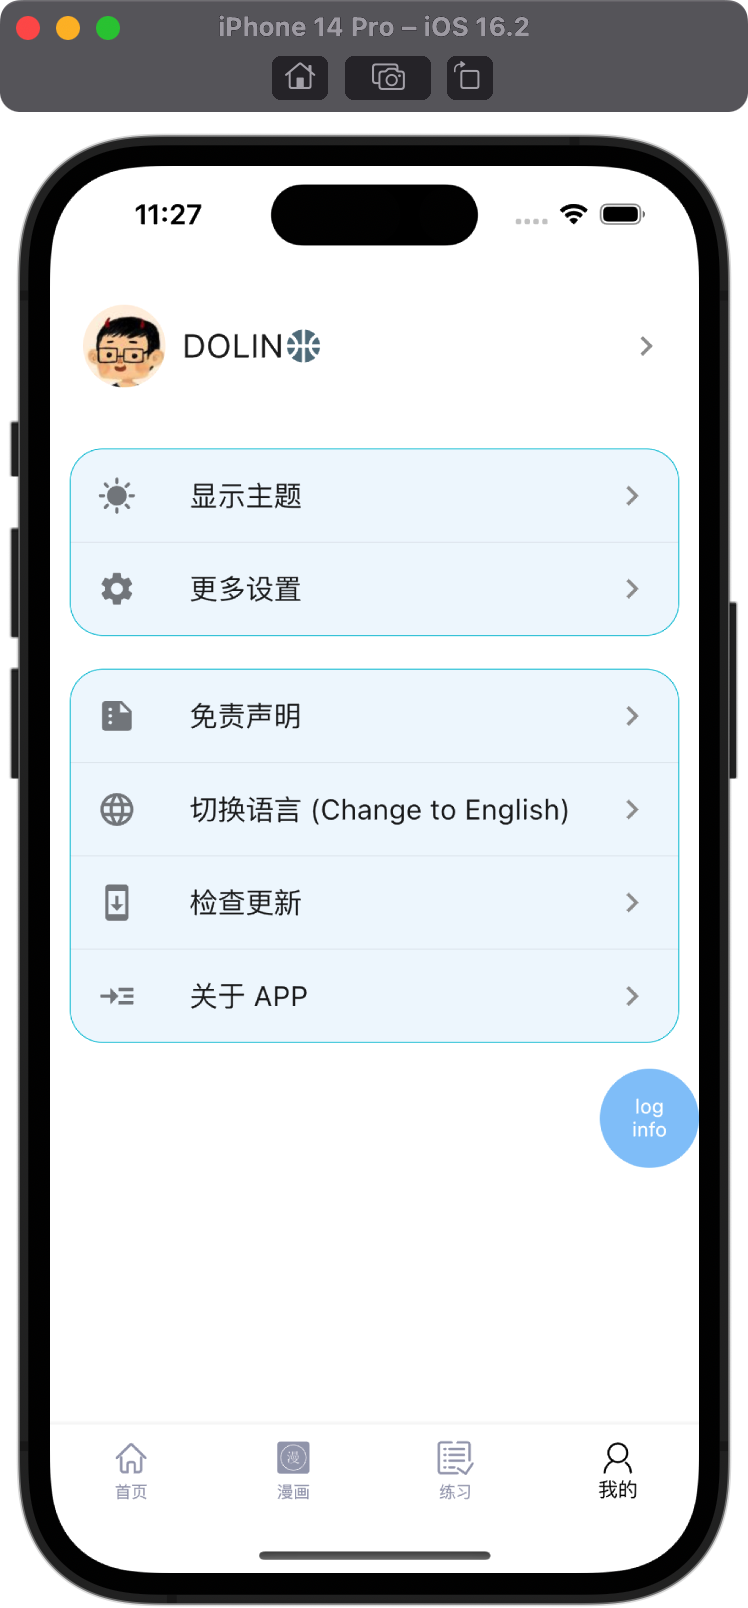 iPhone 14 Pro – iOS 16.2
11:27
DOLIN
显示主题
更多设置
免责声明
切换语言 (Change to English)
检查更新
关于 APP
log
info
漫
首页
漫画
练习
我的